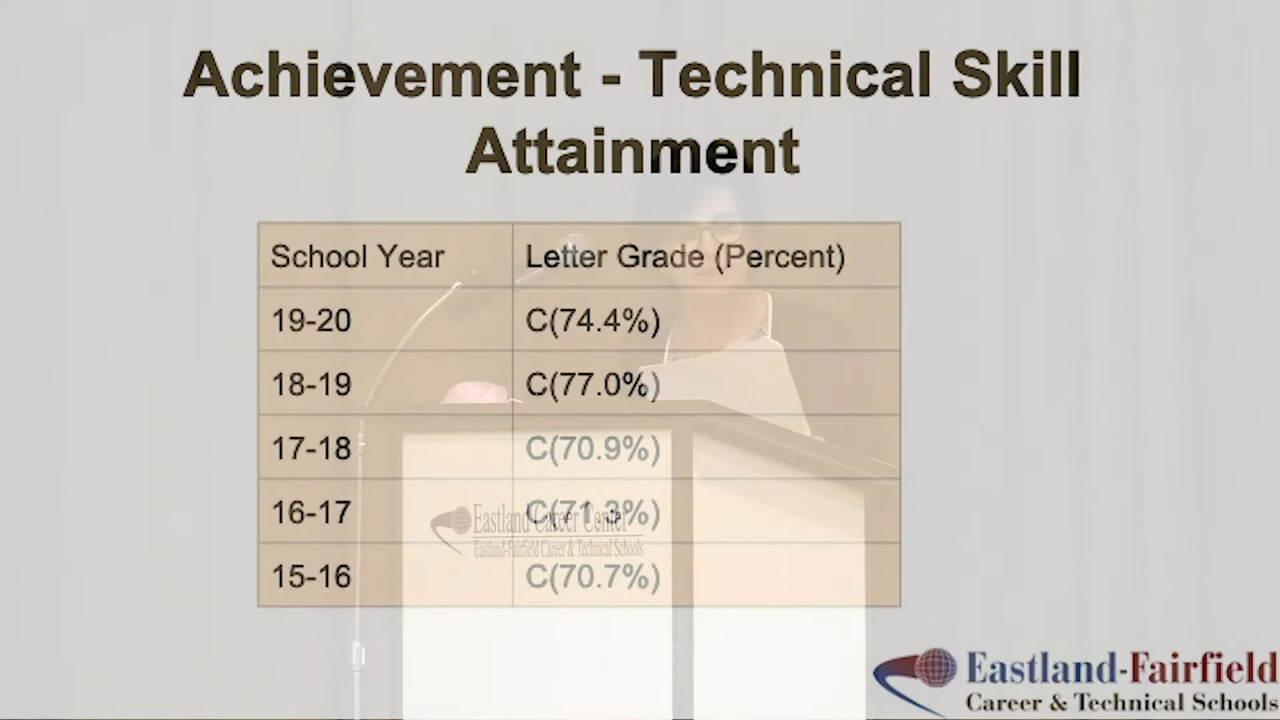 Achievement - Technical Skill
Attainment
School Year Letter Grade (Percent)
19-20 C(74.4%)
18-19 C(77.0%)
17-18 C(70.9%)
16-17 C(71.3%)
15-16 C(70.7%)
Eastland Career Center
Eastland-Fairfield Career & Technical Schools
Eastland-Fairfield
Career & Technical Schools